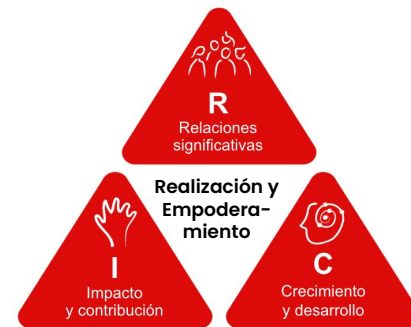 R
Relaciones
significativas
Realización y
Empodera-
miento
I
Impacto
y contribución
C
Crecimiento
y desarrollo